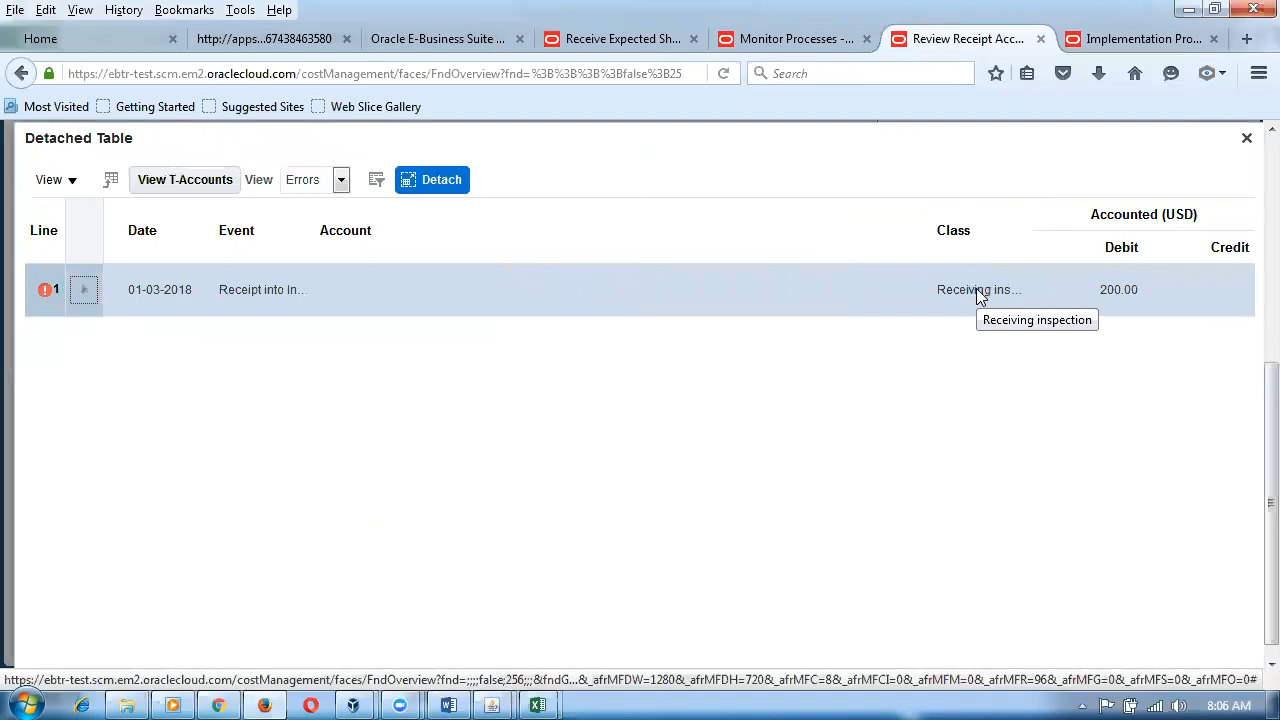 File Edit View History Bookmarks Tools Help
Home http://apps...67438463580 Oracle E-Business Suite ... Receive Expected Sh... Monitor Processes -... Review Receipt Acc... Implementation Pro...
https://ebtr-test.scm.em2.oraclecloud.com/costManagement/faces/FndOverview?fnd=%3B%3B%3B%3Bfalse%3B25 Search
Most Visited Getting Started Suggested Sites Web Slice Gallery
Detached Table
View View T-Accounts View Errors Detach
Accounted (USD)
Line Date Event Account Class
Debit Credit
1 01-03-2018 Receipt into In... Receiving ins... 200.00
Receiving inspection
https://ebtr-test.scm.em2.oraclecloud.com/costManagement/faces/FndOverview?fnd=;;;;false;256;;;&fndG...&_afrMFDW=1280&_afrMFDH=720&_afrMFC=8&_afrMFCI=0&_afrMFM=0&_afrMFR=96&_afrMFG=0&_afrMFS=0&_afrMFO=0#
8:06 AM